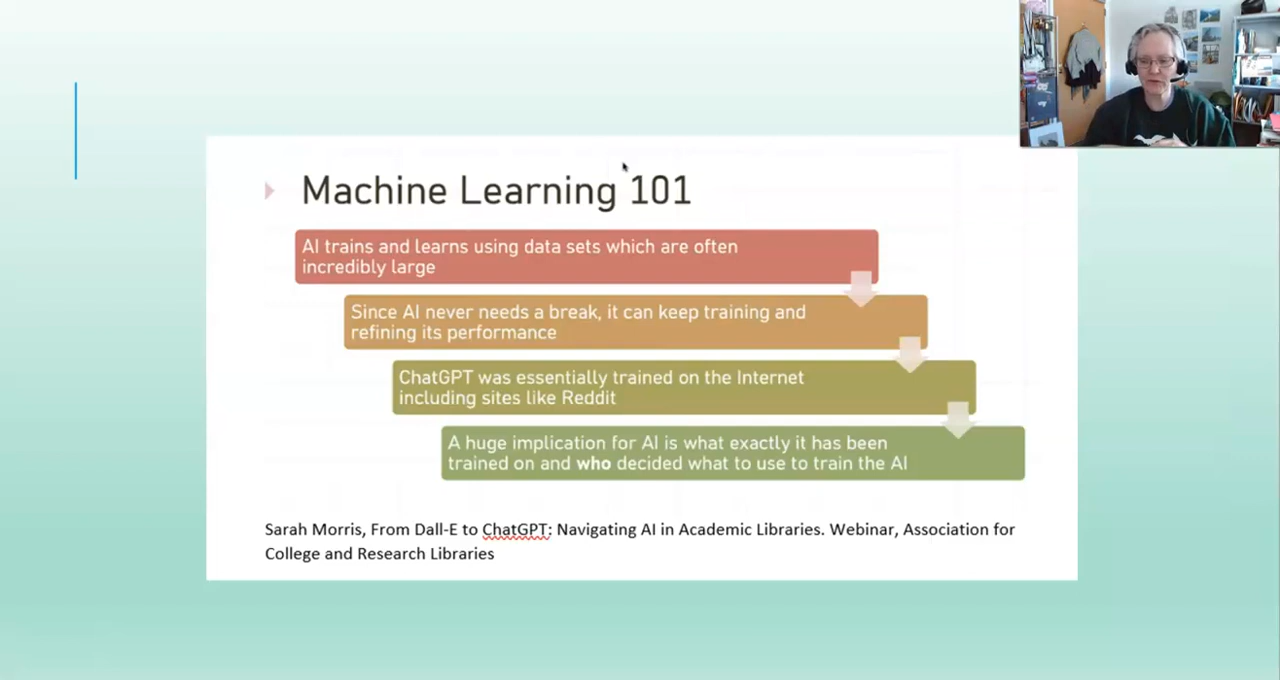 Machine Learning 101
AI trains and learns using data sets which are often
incredibly large
Since AI never needs a break, it can keep training and
refining its performance
ChatGPT was essentially trained on the Internet
including sites like Reddit
A huge implication for AI is what exactly it has been
trained on and who decided what to use to train the AI
Sarah Morris, From Dall-E to ChatGPT: Navigating AI in Academic Libraries. Webinar, Association for
College and Research Libraries